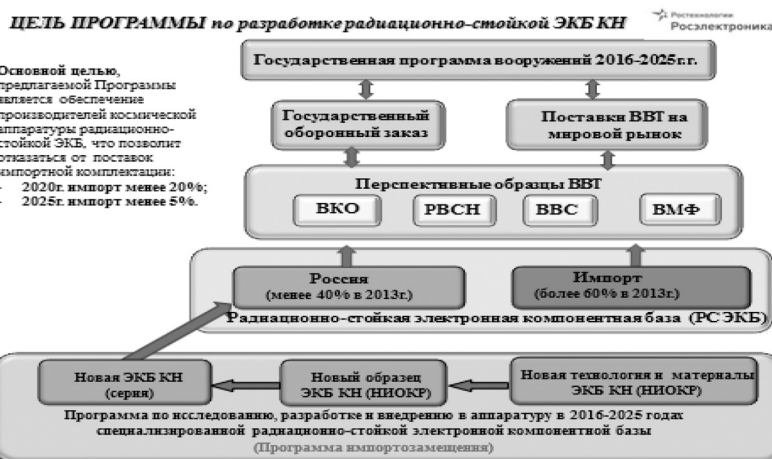 ЦЕЛЬ ПРОГРАММЫ по разработке радиационно-стойкой ЭКБ КН
Ростехнологии
Росэлектроника
Основной целью,
предлагаемой Программы
является обеспечение
производителей космической
аппаратуры радиационно-
стойкой ЭКБ, что позволит
отказаться от поставок
импортной комплектации:
- 2020г. импорт менее 20%;
- 2025г. импорт менее 5%.
Государственная программа вооружений 2016-2025г.г.
Государственный
оборонный заказ
Поставки ВВТ на
мировой рынок
Перспективные образцы ВВТ
ВКО
РВСН
ВВС
ВМФ
Россия
(менее 40% в 2013г.)
Импорт
(более 60% в 2013г.)
Радиационно-стойкая электронная компонентная база (РС ЭКБ)
Новая ЭКБ КН
(серия)
Новый образец
ЭКБ КН (НИОКР)
Новая технология и материалы
ЭКБ КН (НИОКР)
Программа по исследованию, разработке и внедрению в аппаратуру в 2016-2025 годах
специализированной радиационно-стойкой электронной компонентной базы
(Программа импортозамещения)